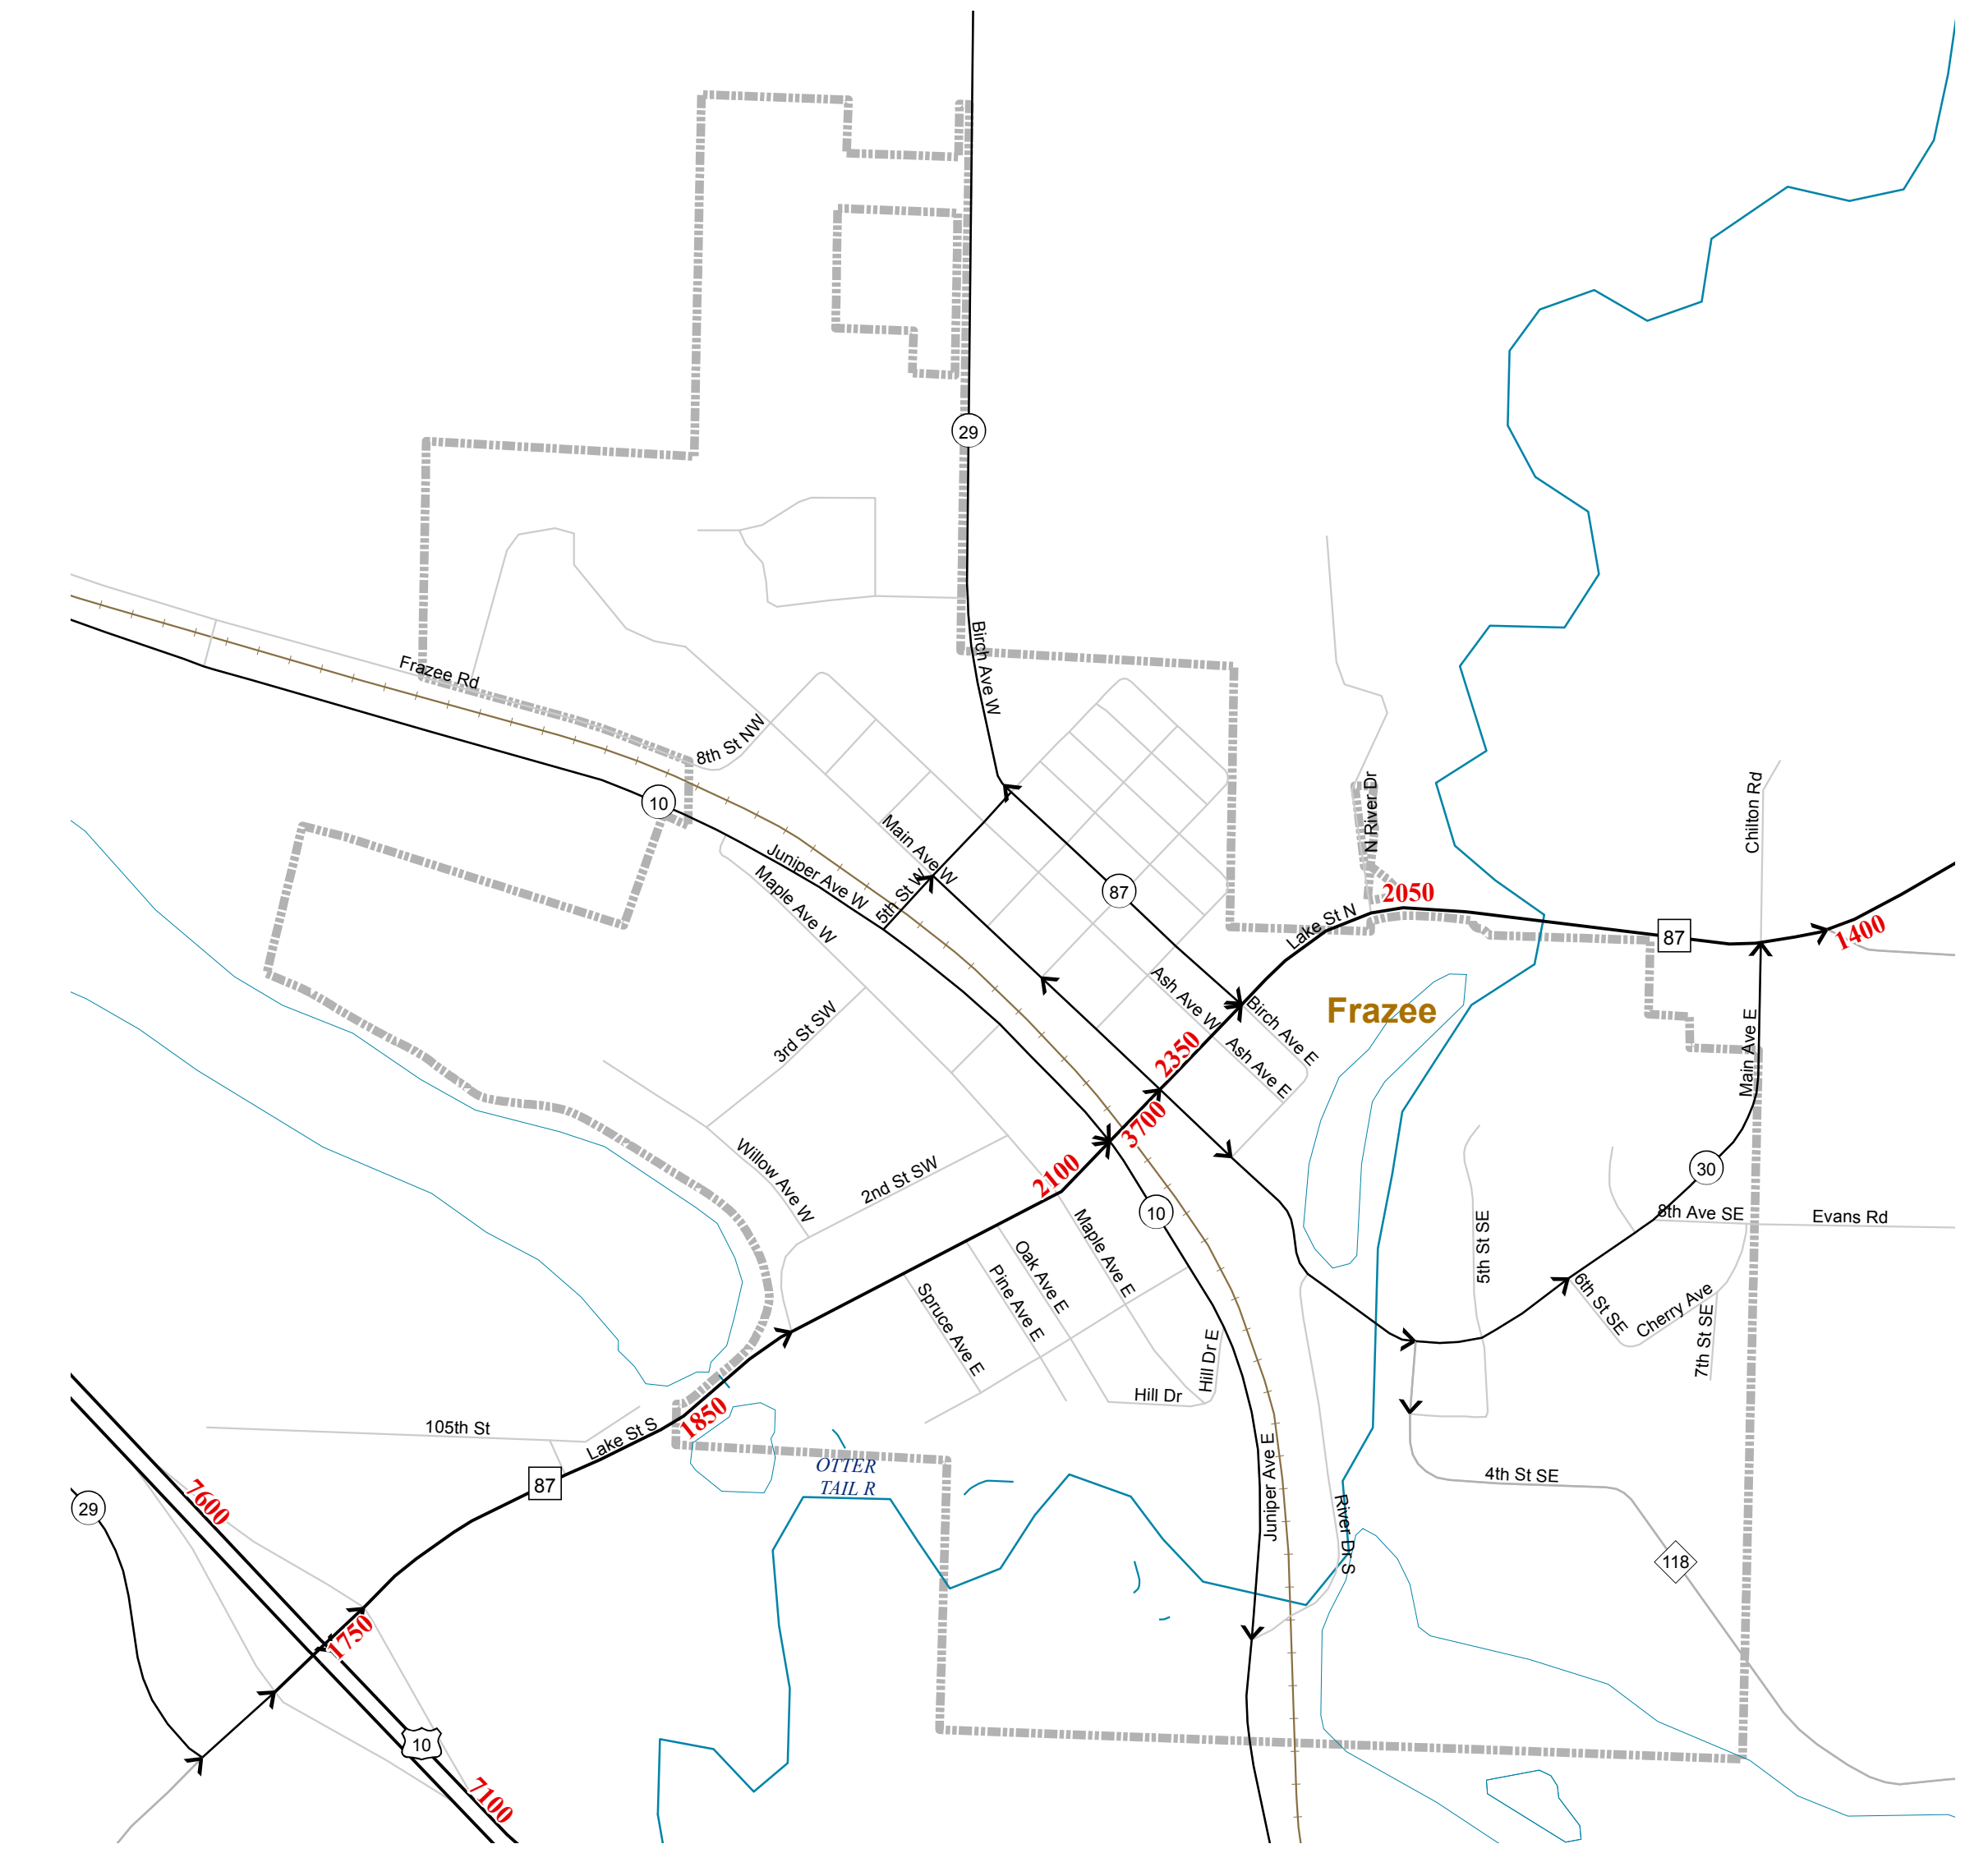 29
Birch Ave W
Frazee Rd
8th St NW
10
Main Ave W
Juniper Ave W
5th St W
Maple Ave W
87
N River Dr
Chilton Rd
2050
Lake St N
87
1400
Ash Ave W
Frazee
Birch Ave E
Ash Ave E
2350
3700
3rd St SW
Main Ave E
Willow Ave W
2nd St SW
2100
10
30
8th Ave SE
Evans Rd
Maple Ave E
Oak Ave E
Pine Ave E
Spruce Ave E
5th St SE
6th St SE
Cherry Ave
7th St SE
Hill Dr E
Hill Dr
1850
105th St
Lake St S
87
OTTER
TAIL R
Juniper Ave E
River Dr S
4th St SE
118
7600
29
1750
10
7100